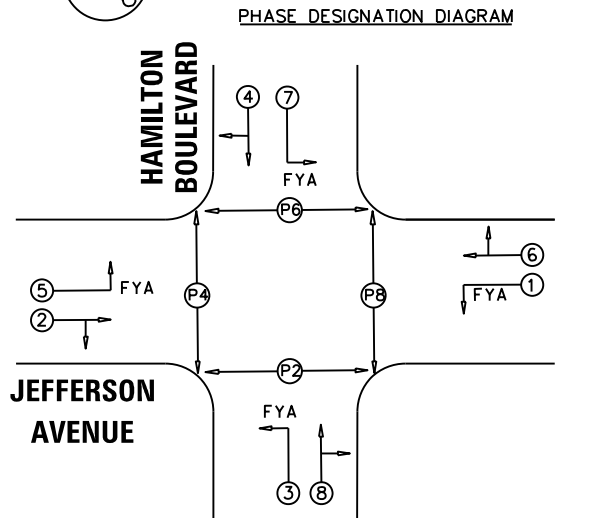 PHASE DESIGNATION DIAGRAM
HAMILTON
BOULEVARD
4 7
FYA
P6
6
5 FYA
P4 P8
FYA 1
2
P2
JEFFERSON
AVENUE
FYA
3 8